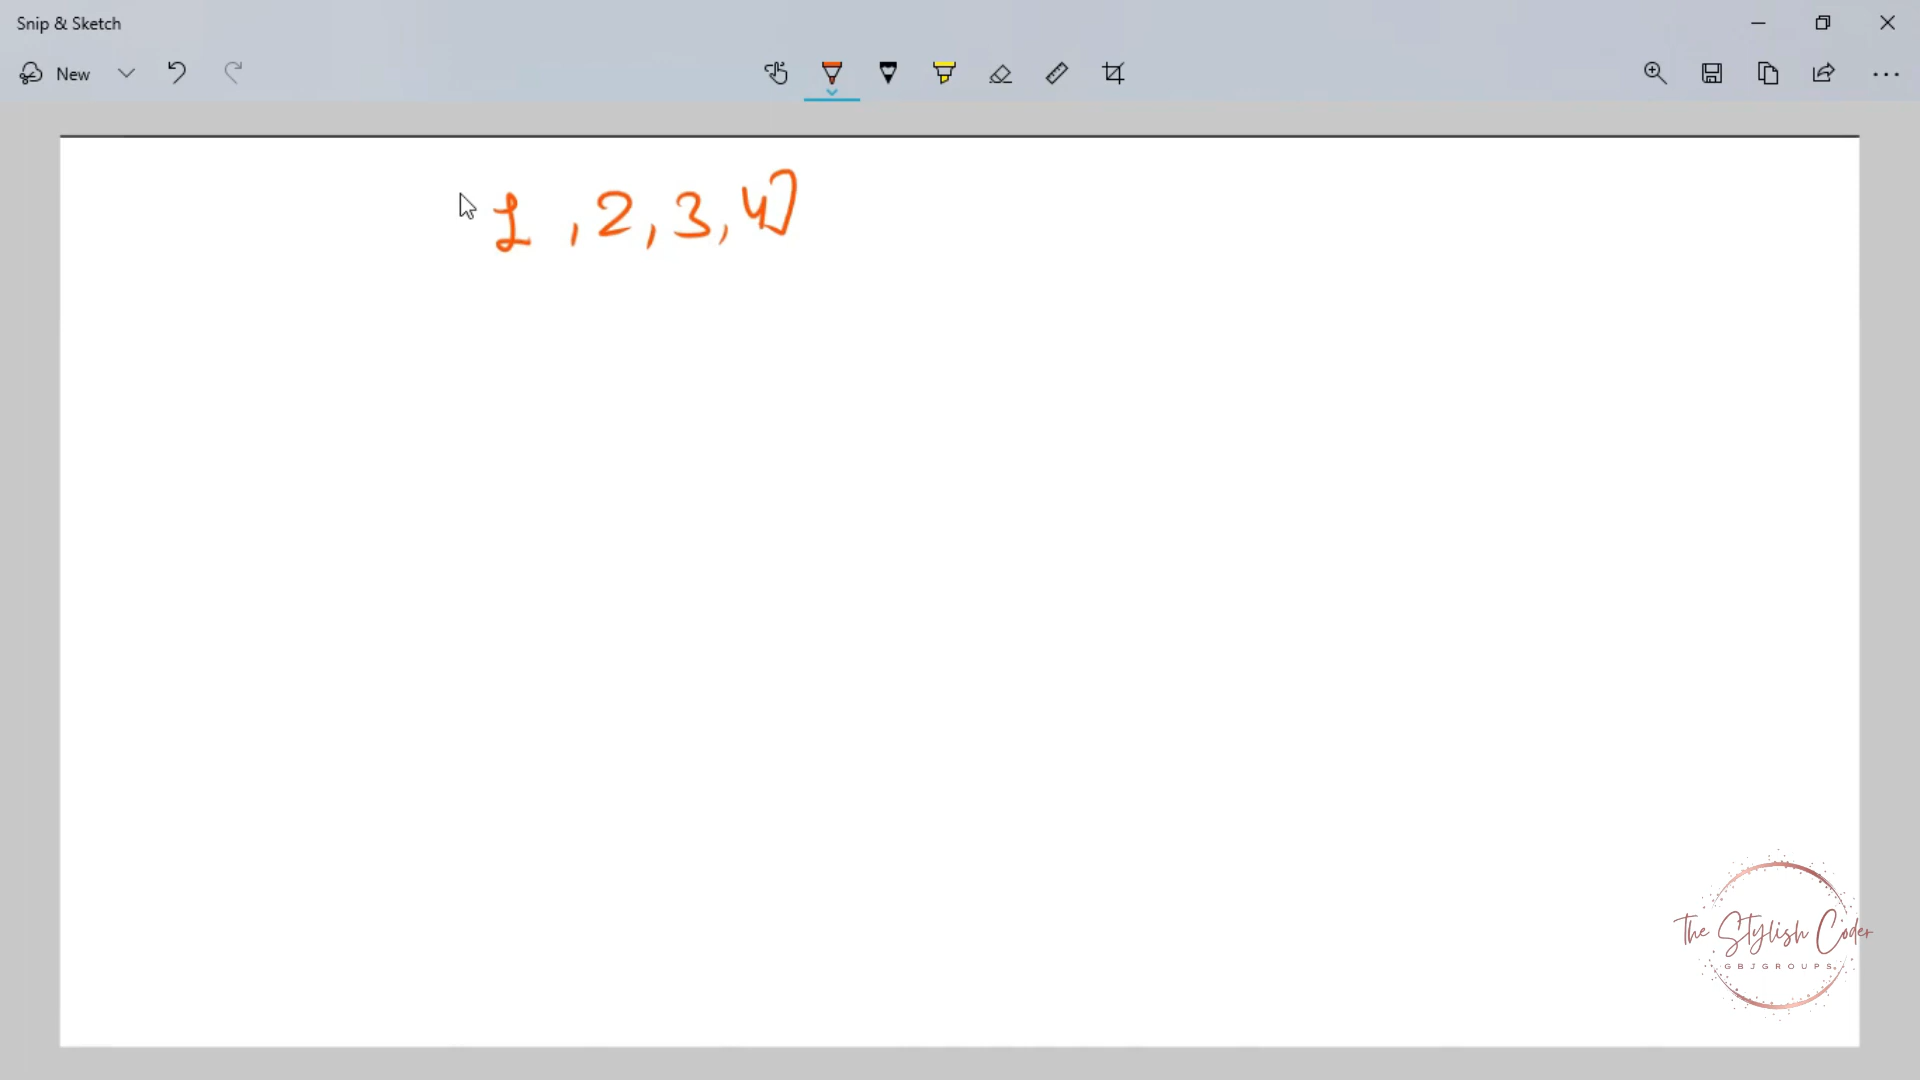 Snip & Sketch
New
1 , 2, 3, 4]
The Stylish Coder
GBJGROUPS